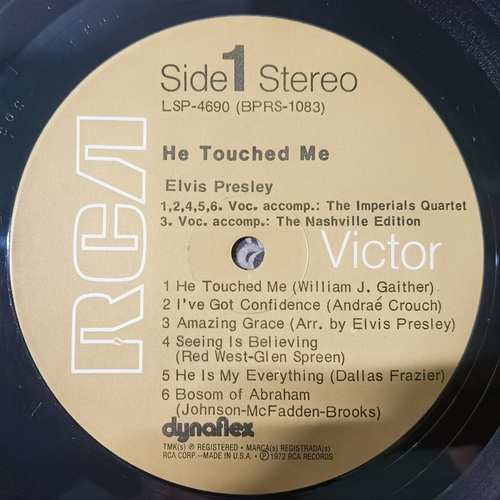 Side 1 Stereo
LSP-4690 (BPRS-1083)
He Touched Me
Elvis Presley
1,2,4,5,6. Voc. accomp.: The Imperials Quartet
3. Voc. accomp.: The Nashville Edition
RCA Victor
1 He Touched Me (William J. Gaither)
2 I've Got Confidence (Andraé Crouch)
3 Amazing Grace (Arr. by Elvis Presley)
4 Seeing Is Believing
(Red West-Glen Spreen)
5 He Is My Everything (Dallas Frazier)
6 Bosom of Abraham
(Johnson-McFadden-Brooks)
dynaflex
TMK(s) ® REGISTERED • MARCA(s) REGISTRADA(s)
RCA CORP.–MADE IN U.S.A. • ℗ 1972 RCA RECORDS